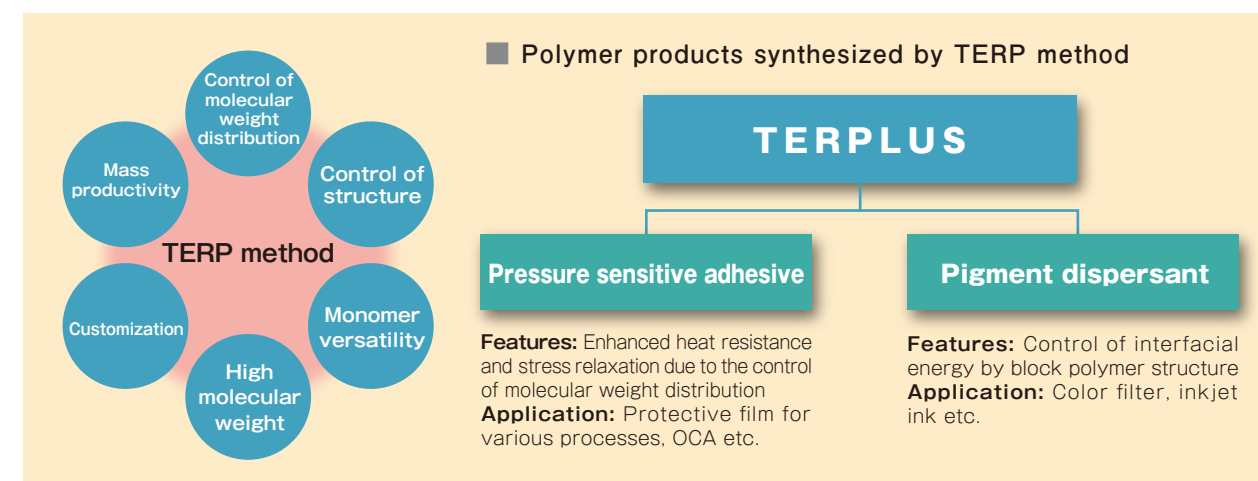 Control of
molecular
weight
distribution
Mass
productivity
Control of
structure
TERP method
Customization
Monomer
versatility
High
molecular
weight
Polymer products synthesized by TERP method
TERPLUS
Pressure sensitive adhesive
Features: Enhanced heat resistance
and stress relaxation due to the control
of molecular weight distribution
Application: Protective film for
various processes, OCA etc.
Pigment dispersant
Features: Control of interfacial
energy by block polymer structure
Application: Color filter, inkjet
ink etc.